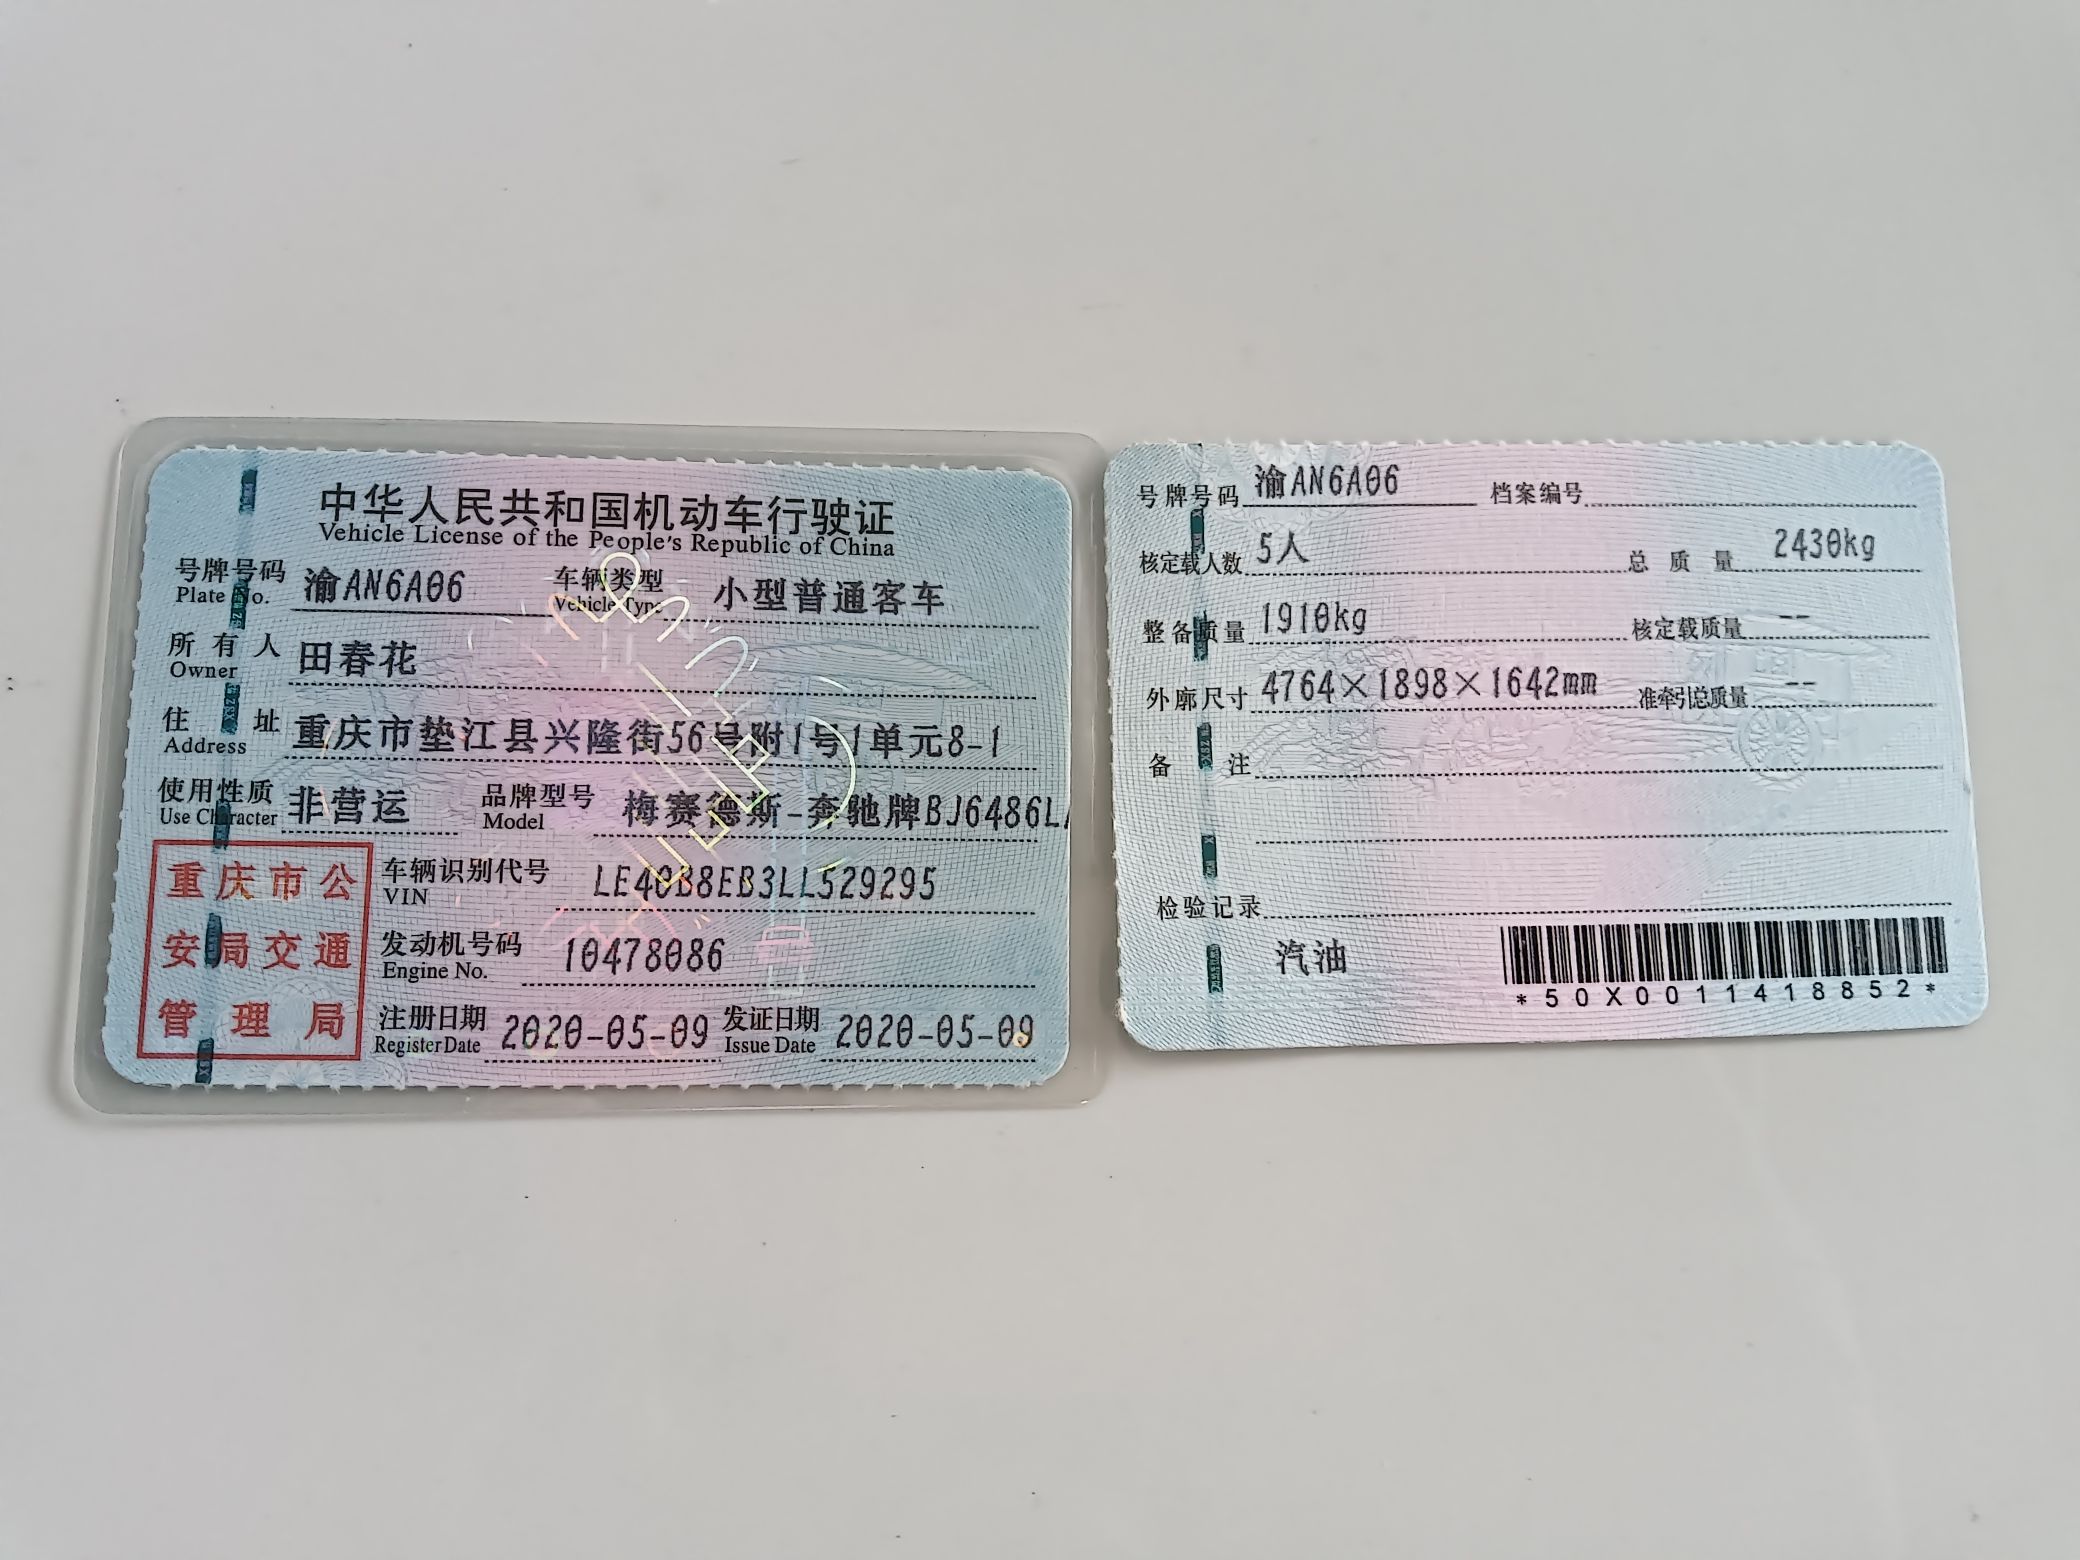 中华人民共和国机动车行驶证
Vehicle License of the People's Republic of China
号牌号码 渝AN6A06 车辆类型 小型普通客车
Plate No. Vehicle Type
所有人 田春花
Owner
住址 重庆市垫江县兴隆街56号附1号1单元8-1
Address
使用性质 非营运 品牌型号 梅赛德斯-奔驰牌BJ6486L
Use Character Model
重庆市公
安局交通
管理局
车辆识别代号 LE40B8EB3LL529295
VIN
发动机号码 10478086
Engine No.
注册日期 2020-05-09 发证日期 2020-05-09
Register Date Issue Date
号牌号码 渝AN6A06 档案编号
核定载人数 5人 总质量 2430kg
整备质量 1910kg 核定载质量 --
外廓尺寸 4764×1898×1642mm 准牵引总质量 --
备注
检验记录
汽油
*50X0011418852*